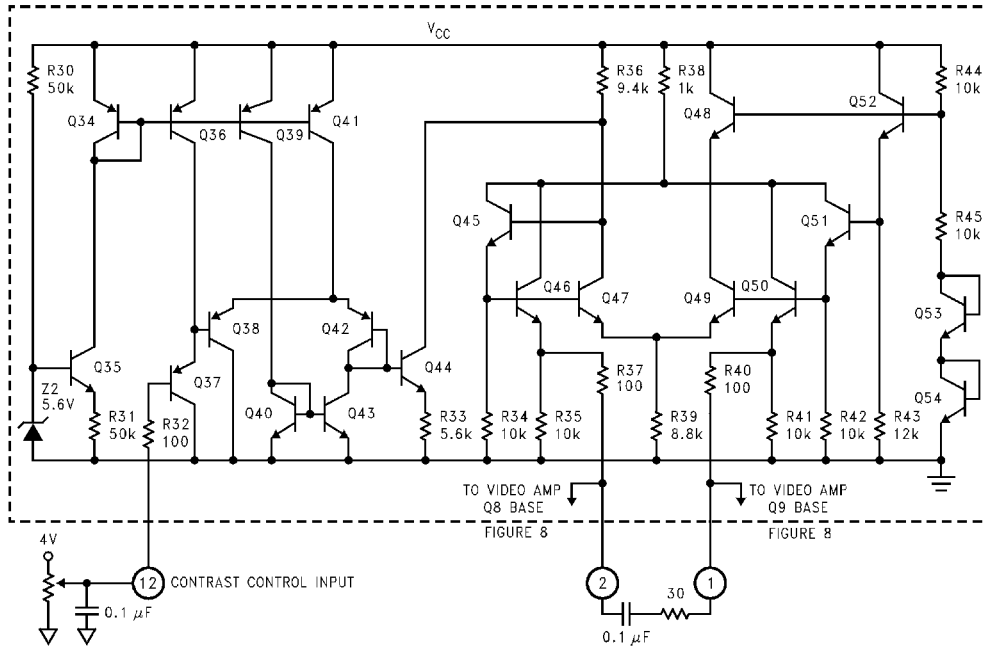 V_CC
R30
50k
R36
9.4k
R38
1k
R44
10k
Q34
Q36
Q39
Q41
Q48
Q52
Q45
Q51
R45
10k
Q46
Q47
Q49
Q50
Q53
Q38
Q42
Q44
Q35
Q37
Z2
5.6V
R31
50k
R32
100
Q40
Q43
R33
5.6k
R34
10k
R35
10k
R37
100
R39
8.8k
R40
100
R41
10k
R42
10k
R43
12k
Q54
TO VIDEO AMP
Q8 BASE
TO VIDEO AMP
Q9 BASE
FIGURE 8
FIGURE 8
4V
12
CONTRAST CONTROL INPUT
0.1 μF
2
1
30
0.1 μF